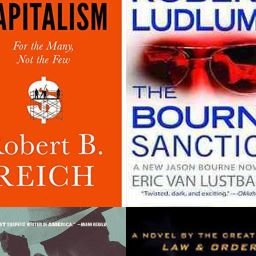 APITALISM
For the Many,
Not the Few
Robert B.
REICH
ROBERT
LUDLUM
THE
BOURN
SANCTIO
A NEW JASON BOURNE NOV
ERIC VAN LUSTBA
"Twisted, dark, and exciting."
A NOVEL BY THE CREAT
LAW & ORDER